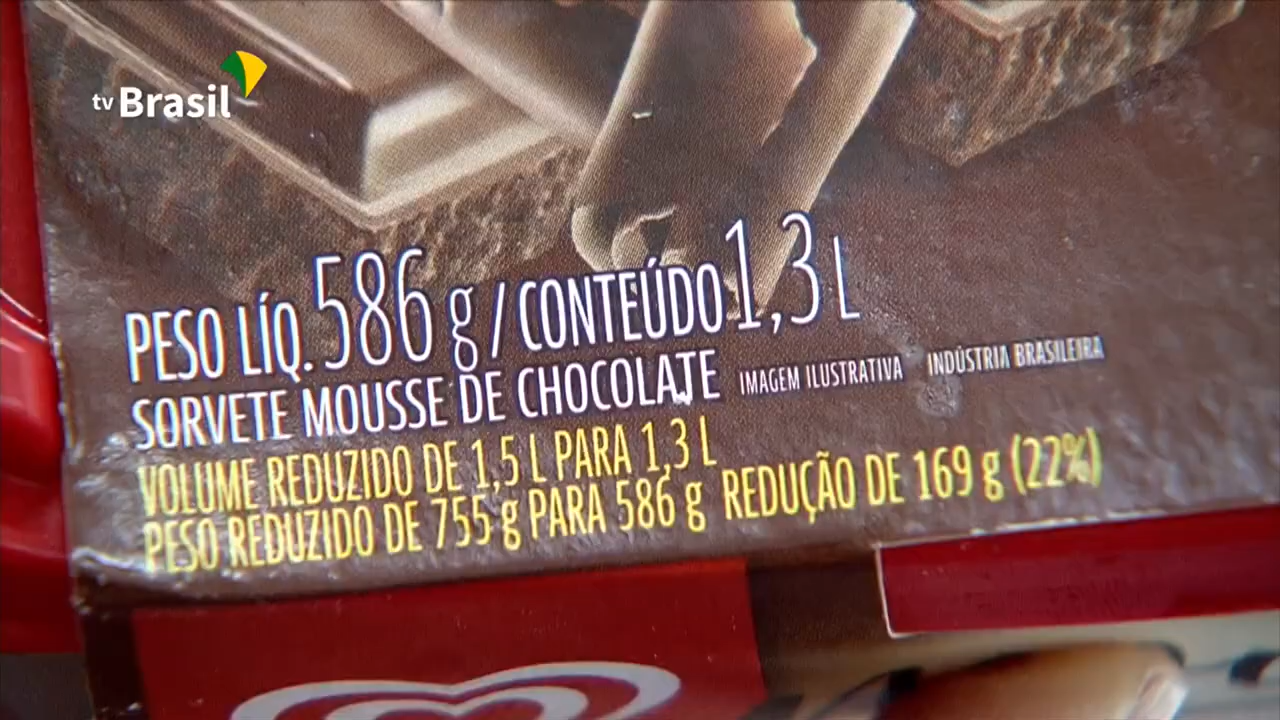 tv Brasil
PESO LÍQ. 586 g / CONTEÚDO 1,3 L
SORVETE MOUSSE DE CHOCOLATE IMAGEM ILUSTRATIVA INDÚSTRIA BRASILEIRA
VOLUME REDUZIDO DE 1,5 L PARA 1,3 L
PESO REDUZIDO DE 755 g PARA 586 g REDUÇÃO DE 169 g (22%)